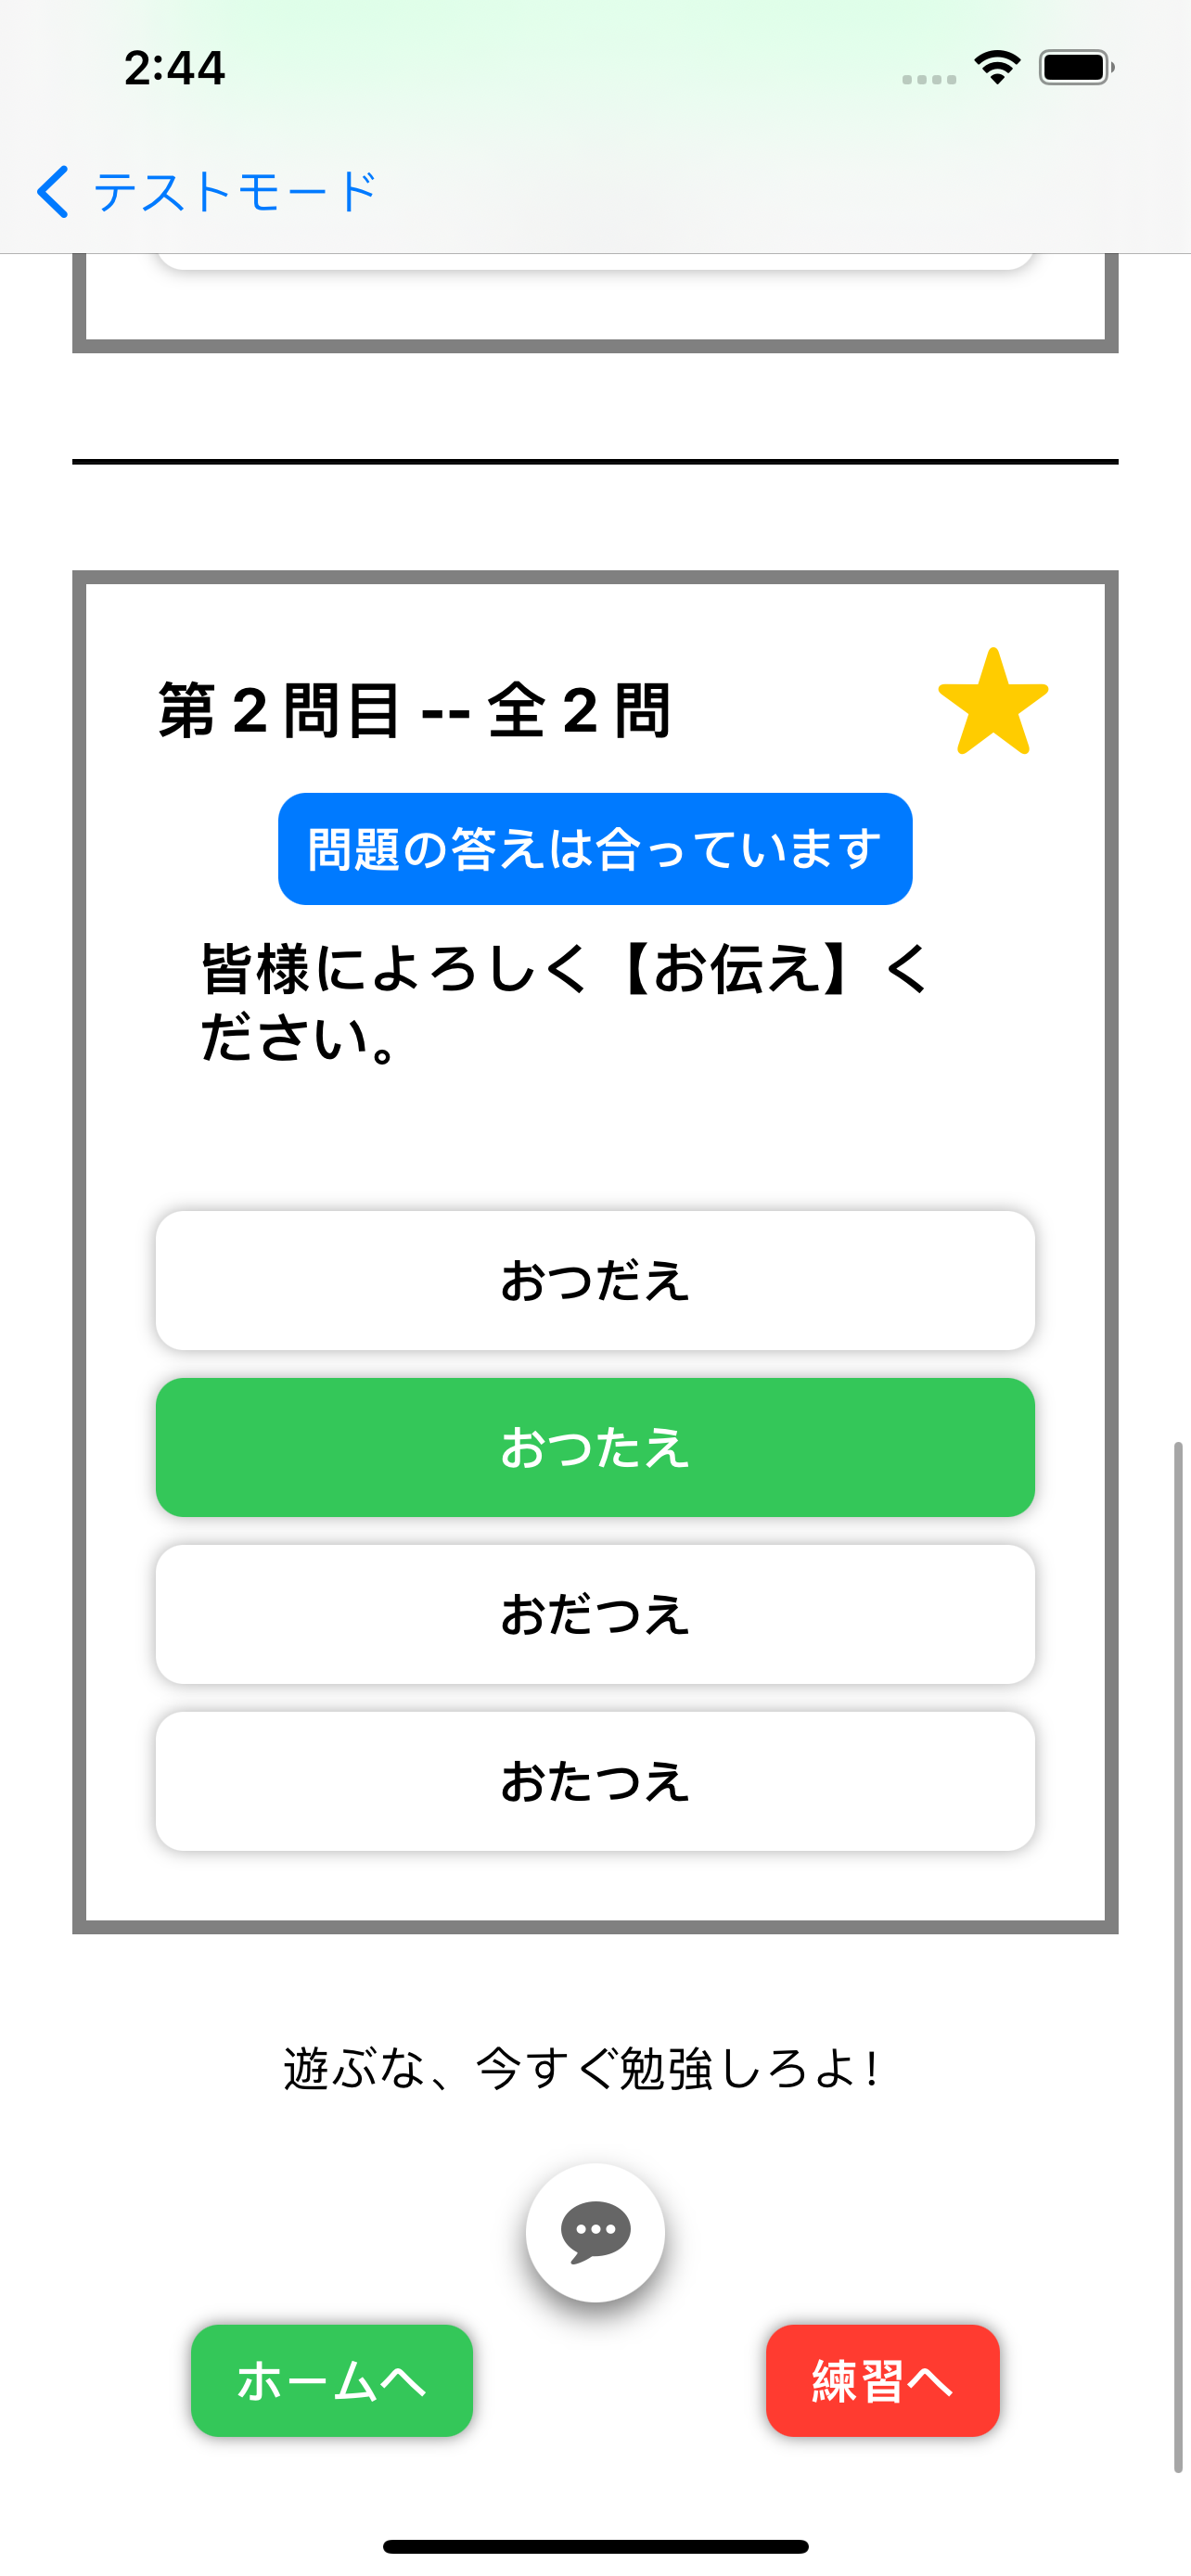 2:44
テストモード
第 2 問目 -- 全 2 問
問題の答えは合っています
皆様によろしく【お伝え】く
ださい。
おつだえ
おつたえ
おだつえ
おたつえ
遊ぶな、今すぐ勉強しろよ!
ホームへ
練習へ